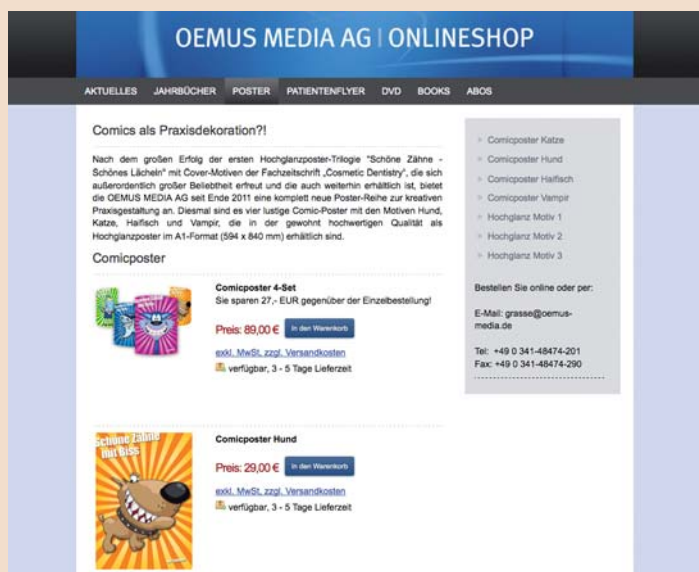 OEMUS MEDIA AG | ONLINESHOP
AKTUELLES JAHRBÜCHER POSTER PATIENTENFLYER DVD BOOKS ABOS
Comics als Praxisdekoration?!
Nach dem großen Erfolg der ersten Hochglanzposter-Trilogie "Schöne Zähne -
Schönes Lächeln" mit Cover-Motiven der Fachzeitschrift „Cosmetic Dentistry“, die sich
außerordentlich großer Beliebtheit erfreut und die auch weiterhin erhältlich ist, bietet
die OEMUS MEDIA AG seit Ende 2011 eine komplett neue Poster-Reihe zur kreativen
Praxisgestaltung an. Diesmal sind es vier lustige Comic-Poster mit den Motiven Hund,
Katze, Haifisch und Vampir, die in der gewohnt hochwertigen Qualität als
Hochglanzposter im A1-Format (594 x 840 mm) erhältlich sind.
Comicposter
Comicposter 4-Set
Sie sparen 27,- EUR gegenüber der Einzelbestellung!
Preis: 89,00 € In den Warenkorb
exkl. MwSt, zzgl. Versandkosten
verfügbar, 3 - 5 Tage Lieferzeit
Schöne Zähne
mit Biss
Comicposter Hund
Preis: 29,00 € In den Warenkorb
exkl. MwSt, zzgl. Versandkosten
verfügbar, 3 - 5 Tage Lieferzeit
» Comicposter Katze
» Comicposter Hund
» Comicposter Haifisch
» Comicposter Vampir
» Hochglanz Motiv 1
» Hochglanz Motiv 2
» Hochglanz Motiv 3
Bestellen Sie online oder per:
E-Mail: grasse@oemus-
media.de
Tel: +49 0 341-48474-201
Fax: +49 0 341-48474-290